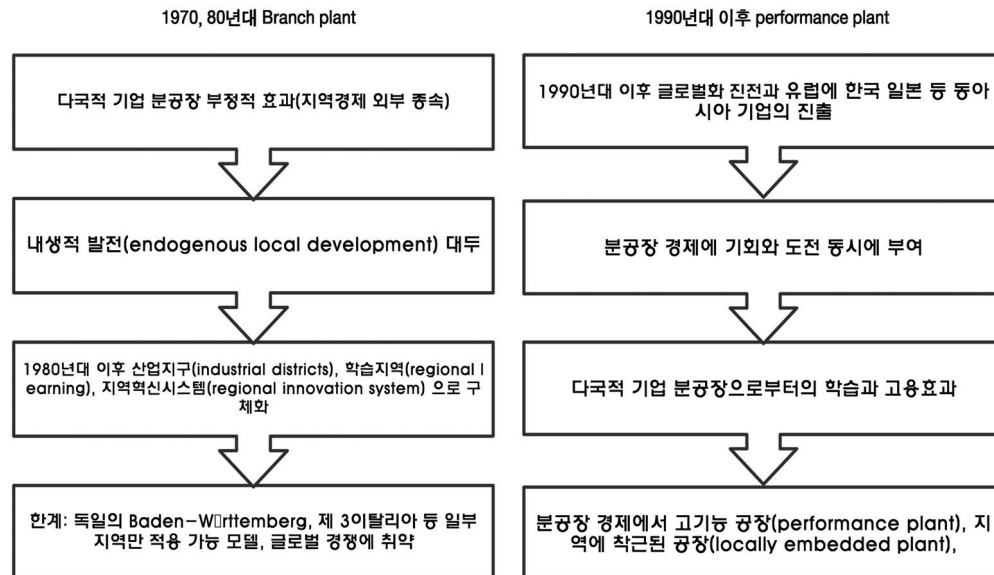 1970, 80년대 Branch plant
다국적 기업 분공장 부정적 효과(지역경제 외부 종속)
내생적 발전(endogenous local development) 대두
1980년대 이후 산업지구(industrial districts), 학습지역(regional l
earning), 지역혁신시스템(regional innovation system) 으로 구
체화
한계: 독일의 Baden-W□rttemberg, 제 3이탈리아 등 일부
지역만 적용 가능 모델, 글로벌 경쟁에 취약
1990년대 이후 performance plant
1990년대 이후 글로벌화 진전과 유럽에 한국 일본 등 동아
시아 기업의 진출
분공장 경제에 기회와 도전 동시에 부여
다국적 기업 분공장으로부터의 학습과 고용효과
분공장 경제에서 고기능 공장(performance plant), 지
역에 착근된 공장(locally embedded plant),